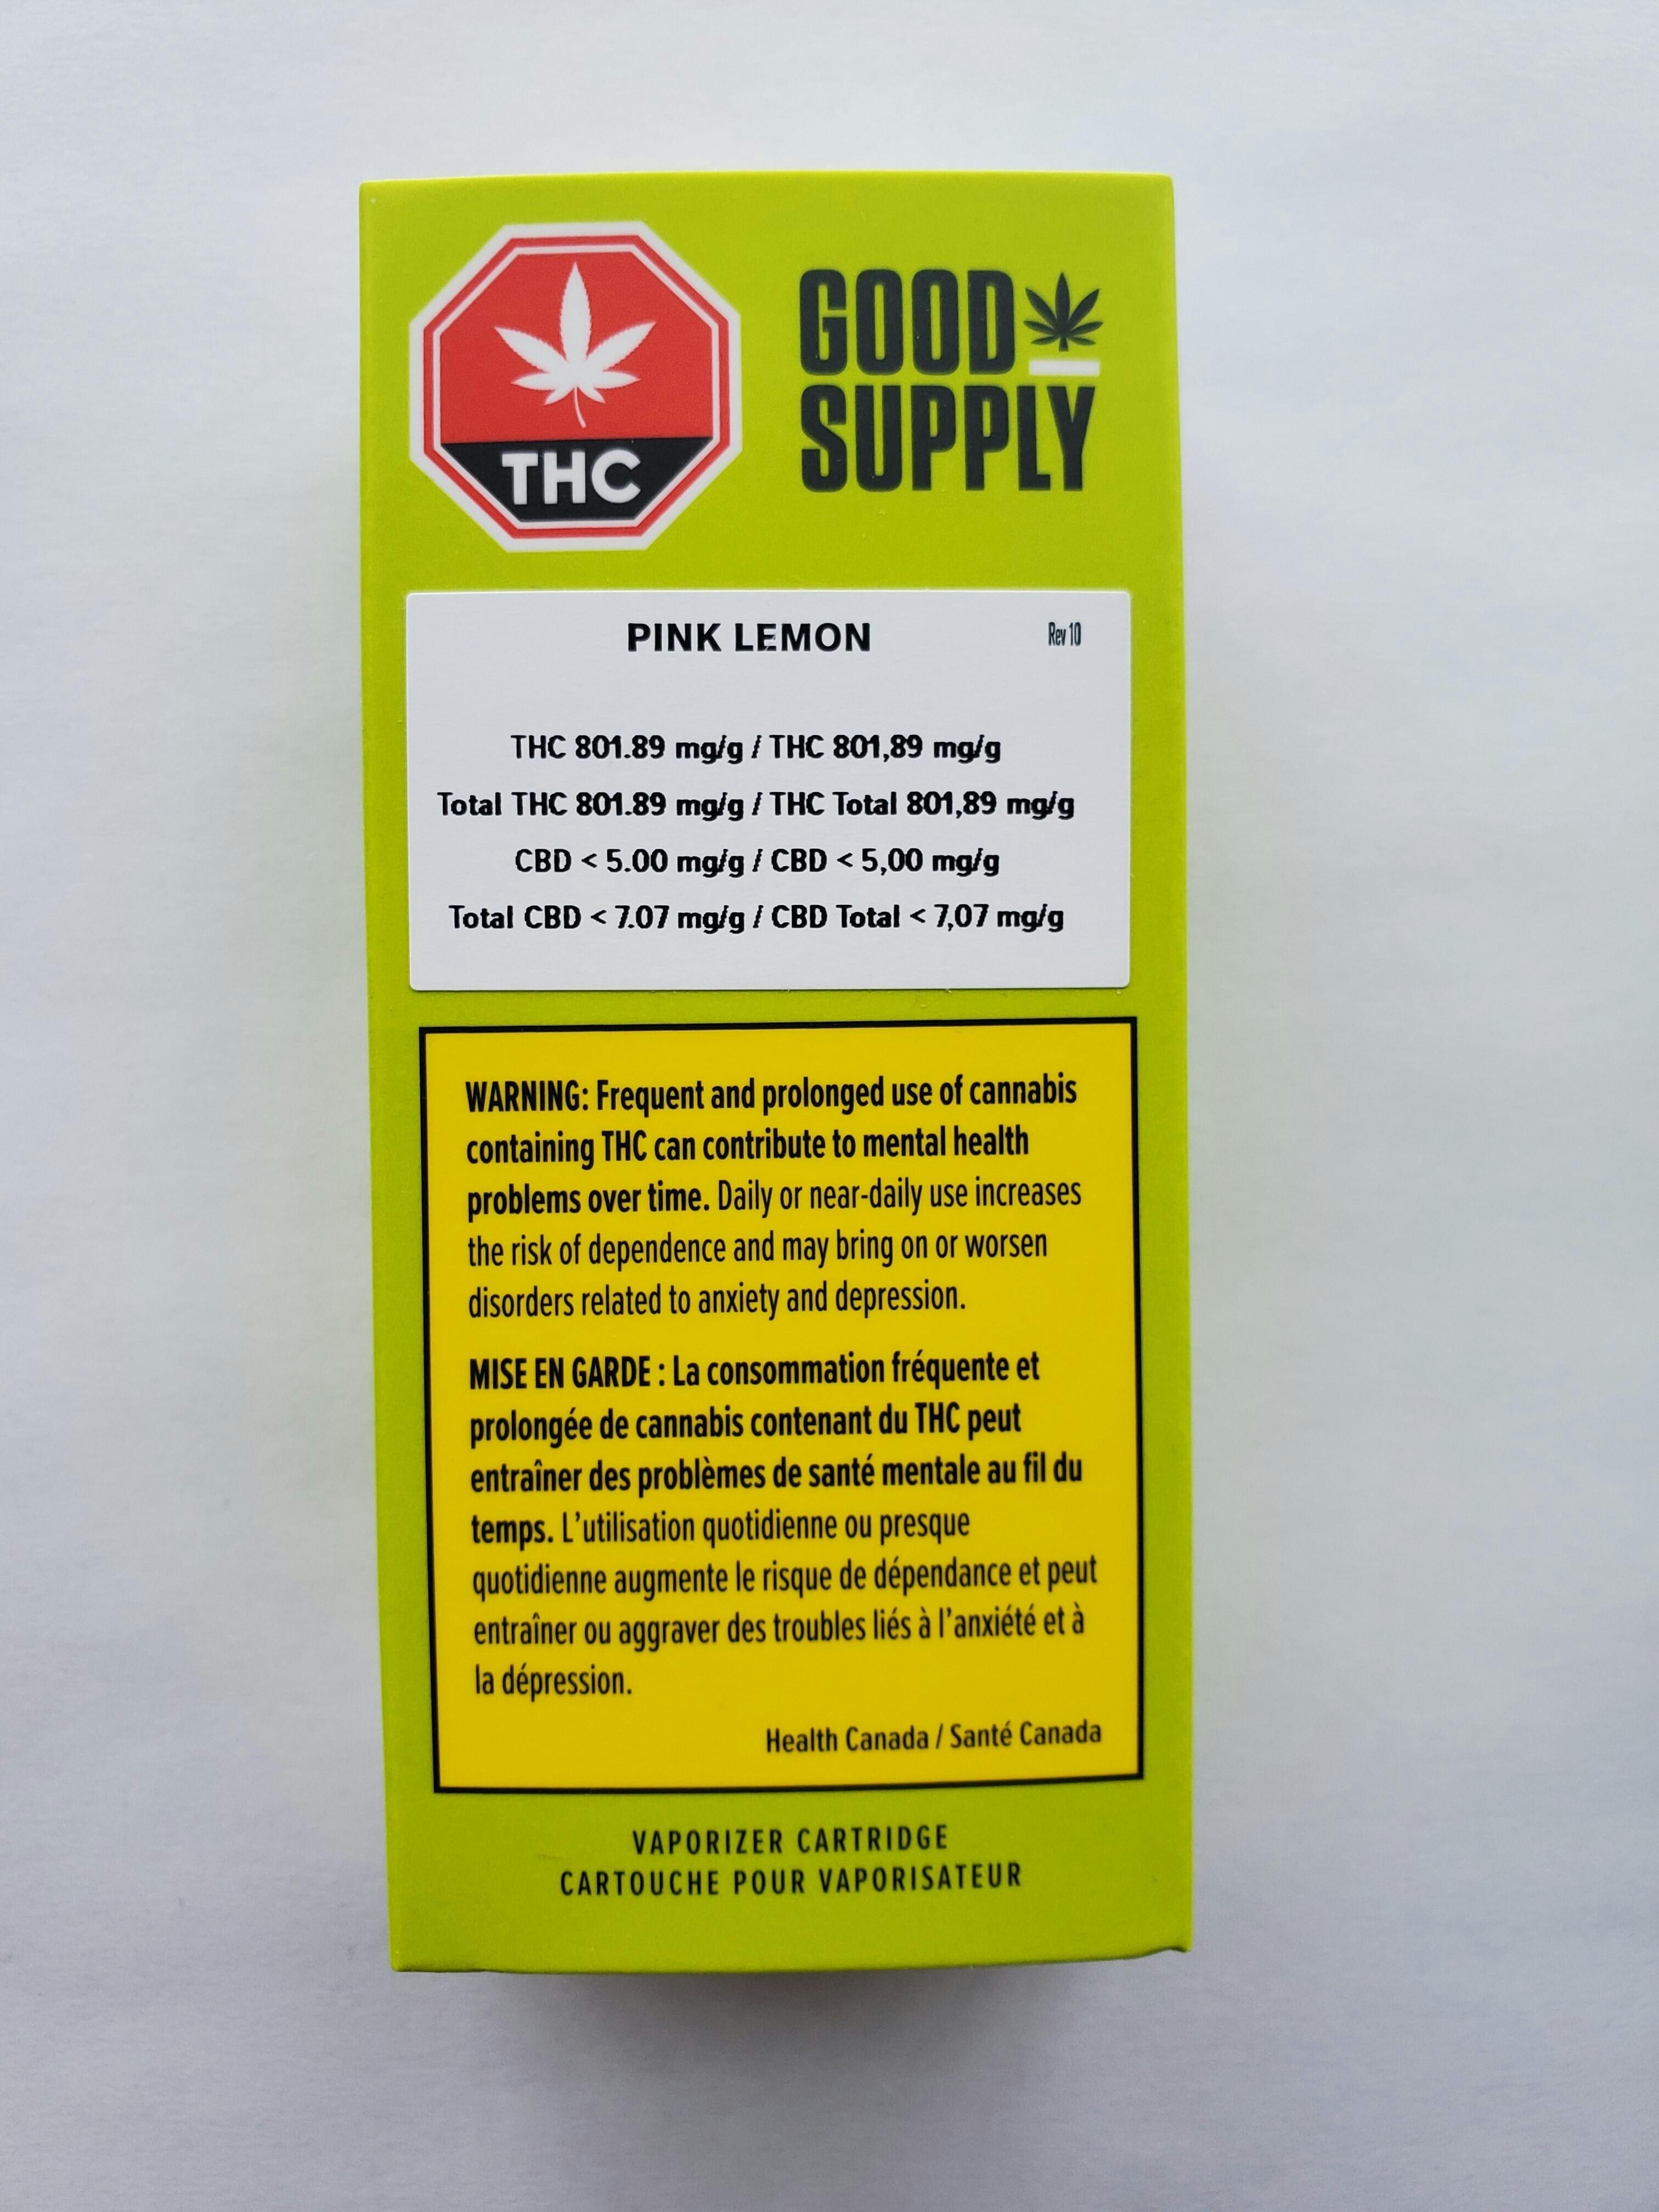 THC
GOOD
SUPPLY
PINK LEMON
Rev 10
THC 801.89 mg/g / THC 801,89 mg/g
Total THC 801.89 mg/g / THC Total 801,89 mg/g
CBD < 5.00 mg/g / CBD < 5,00 mg/g
Total CBD < 7.07 mg/g / CBD Total < 7,07 mg/g
WARNING: Frequent and prolonged use of cannabis
containing THC can contribute to mental health
problems over time. Daily or near-daily use increases
the risk of dependence and may bring on or worsen
disorders related to anxiety and depression.
MISE EN GARDE : La consommation fréquente et
prolongée de cannabis contenant du THC peut
entraîner des problèmes de santé mentale au fil du
temps. L’utilisation quotidienne ou presque
quotidienne augmente le risque de dépendance et peut
entraîner ou aggraver des troubles liés à l’anxiété et à
la dépression.
Health Canada / Santé Canada
VAPORIZER CARTRIDGE
CARTOUCHE POUR VAPORISATEUR